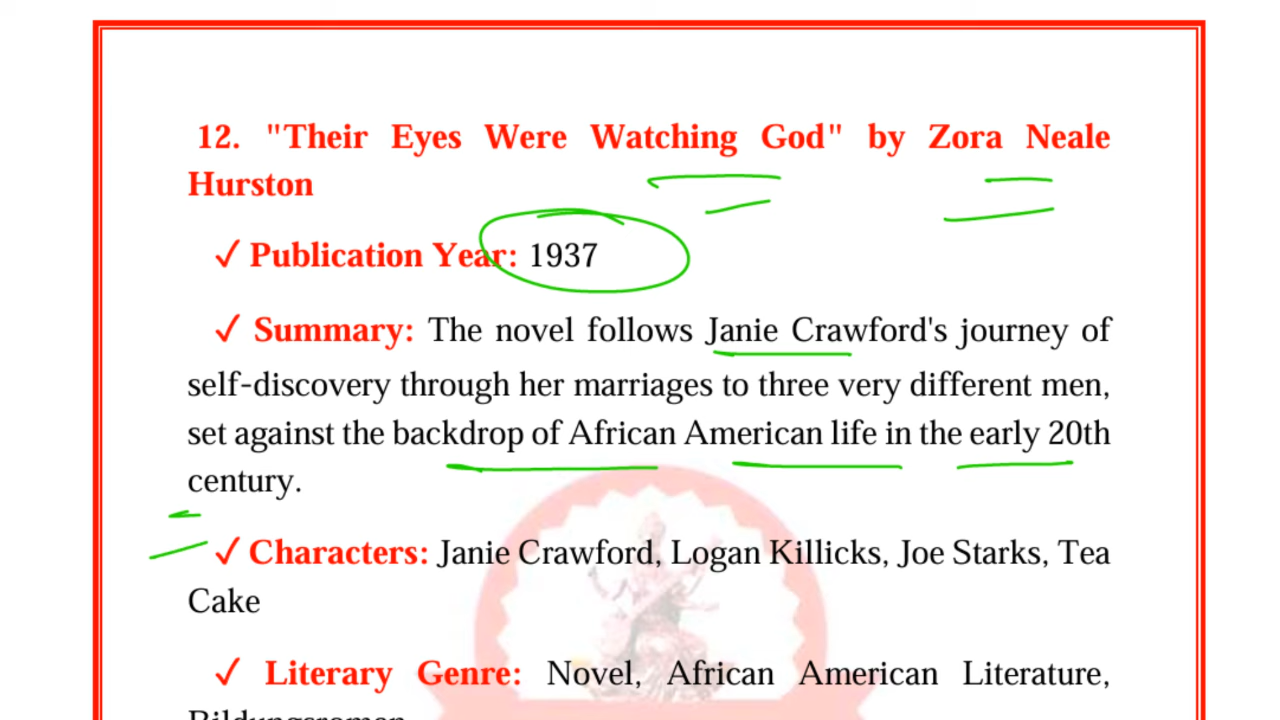 12. "Their Eyes Were Watching God" by Zora Neale
Hurston
✓ Publication Year: 1937
✓ Summary: The novel follows Janie Crawford's journey of
self-discovery through her marriages to three very different men,
set against the backdrop of African American life in the early 20th
century.
✓ Characters: Janie Crawford, Logan Killicks, Joe Starks, Tea
Cake
✓ Literary Genre: Novel, African American Literature,
Bildungsroman